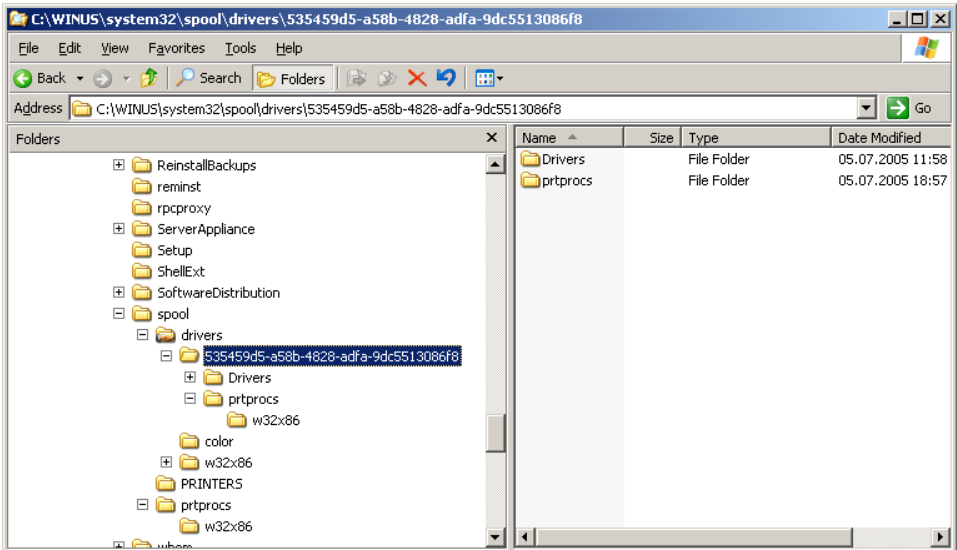 C:\WINUS\system32\spool\drivers\535459d5-a58b-4828-adfa-9dc5513086f8
File Edit View Favorites Tools Help
Back Search Folders
Address C:\WINUS\system32\spool\drivers\535459d5-a58b-4828-adfa-9dc5513086f8 Go
Folders x
ReinstallBackups
reminst
rpcproxy
ServerAppliance
Setup
ShellExt
SoftwareDistribution
spool
drivers
535459d5-a58b-4828-adfa-9dc5513086f8
Drivers
prtprocs
w32x86
color
w32x86
PRINTERS
prtprocs
w32x86
Name Size Type Date Modified
Drivers File Folder 05.07.2005 11:58
prtprocs File Folder 05.07.2005 18:57